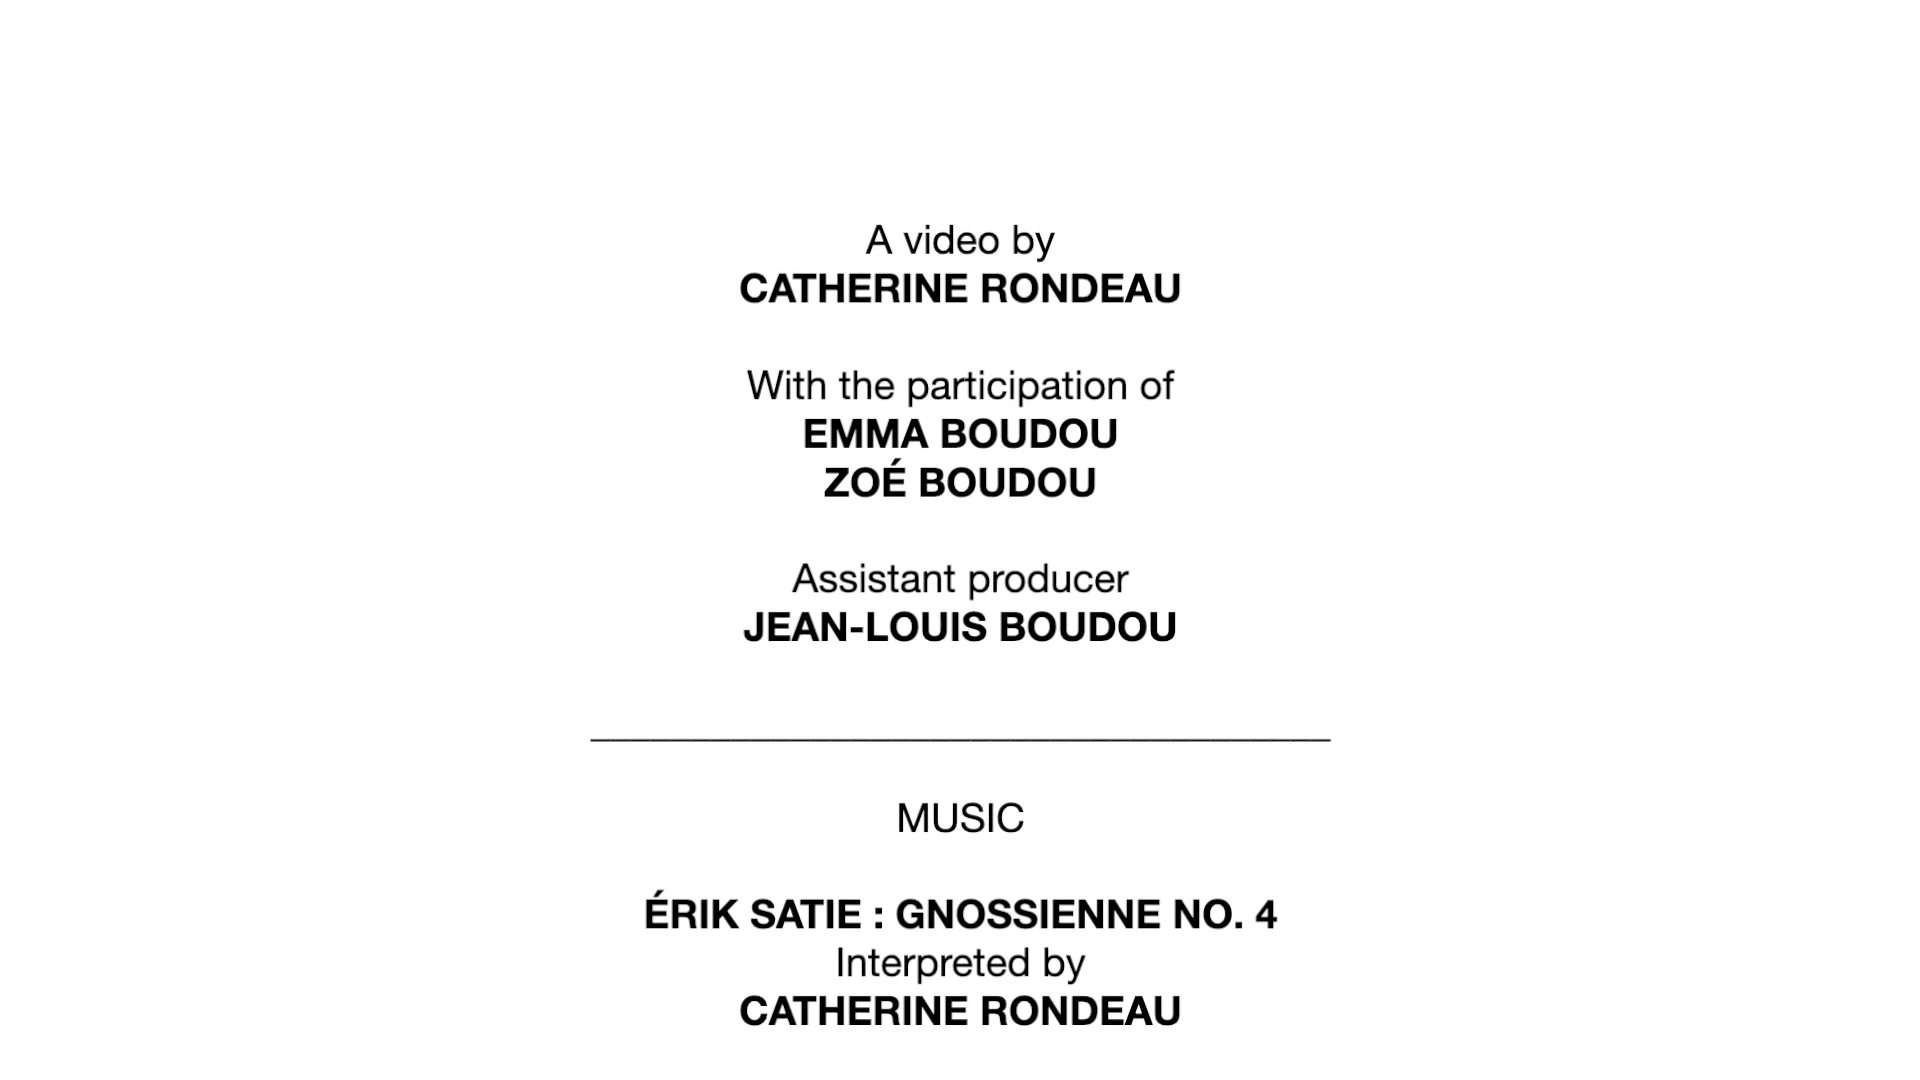 A video by
CATHERINE RONDEAU
With the participation of
EMMA BOUDOU
ZOÉ BOUDOU
Assistant producer
JEAN-LOUIS BOUDOU
MUSIC
ÉRIK SATIE : GNOSSIENNE NO. 4
Interpreted by
CATHERINE RONDEAU